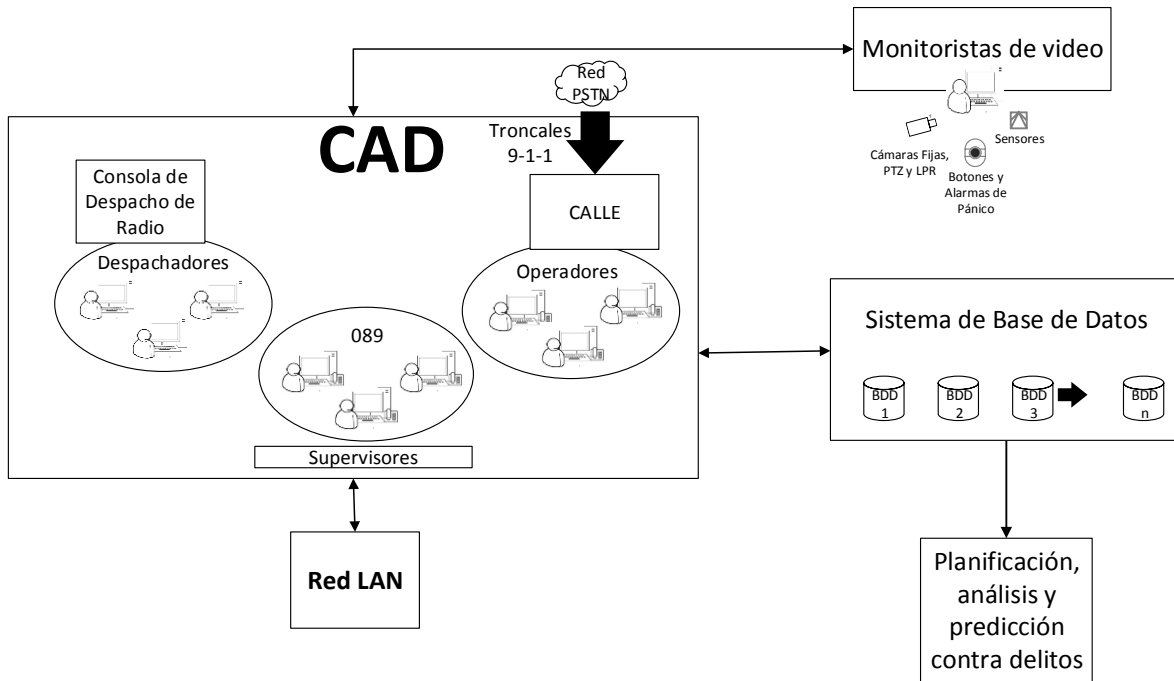 Monitoristas de video
Red
PSTN
CAD
Troncales
9-1-1
Sensores
Cámaras Fijas,
PTZ y LPR
Botones y
Alarmas de
Pánico
Consola de
Despacho de
Radio
CALLE
Despachadores
Operadores
089
Sistema de Base de Datos
BDD
1
BDD
2
BDD
3
BDD
n
Supervisores
Red LAN
Planificación,
análisis y
predicción
contra delitos